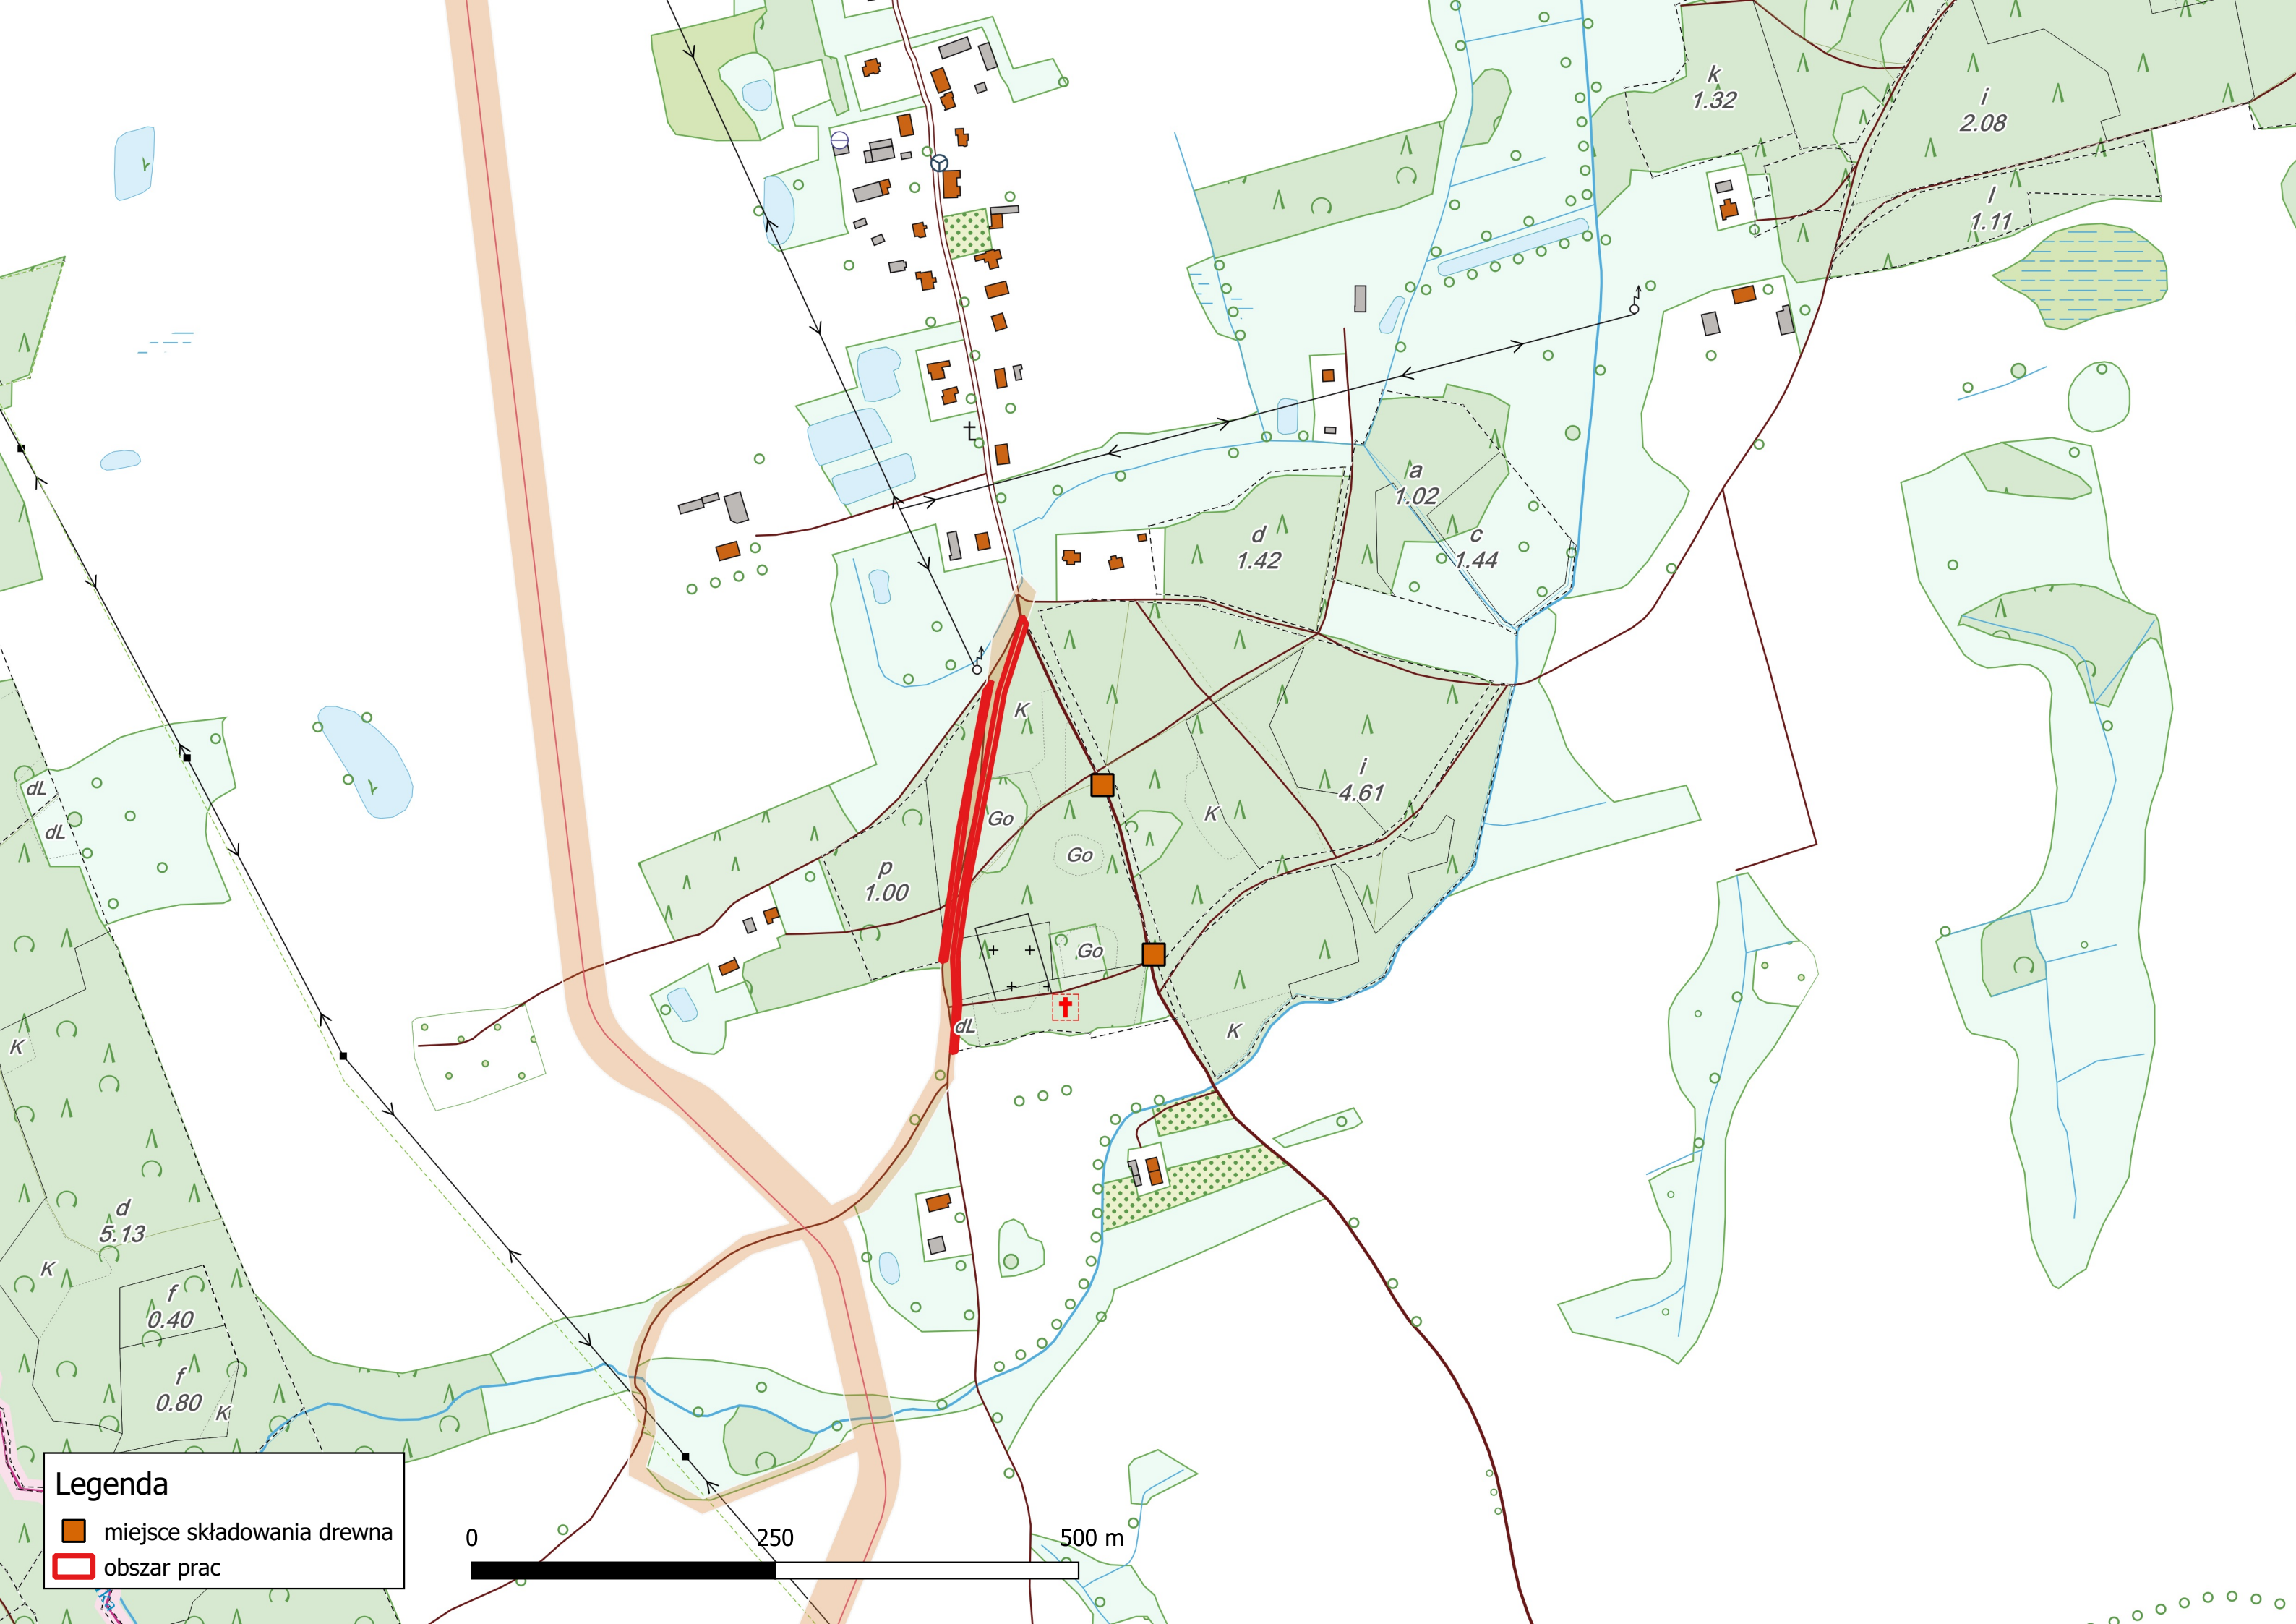 k
1.32
i
2.08
l
1.11
a
1.02
d
1.42
c
1.44
K
i
4.61
dL
dL
Go
K
Go
p
1.00
Go
dL
K
K
d
5.13
K
f
0.40
f
0.80
K
Legenda
miejsce składowania drewna
obszar prac
0 250 500 m